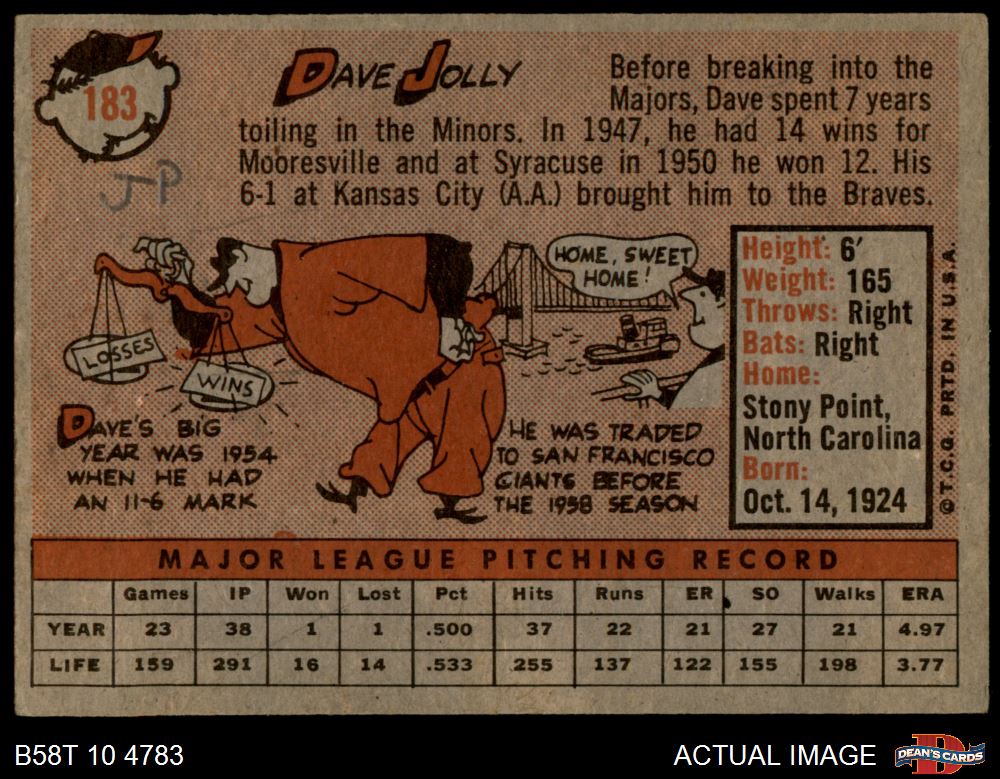 183
JP
DAVE JOLLY
Before breaking into the
Majors, Dave spent 7 years
toiling in the Minors. In 1947, he had 14 wins for
Mooresville and at Syracuse in 1950 he won 12. His
6-1 at Kansas City (A.A.) brought him to the Braves.
LOSSES
WINS
HOME, SWEET
HOME!
DAVE'S BIG
YEAR WAS 1954
WHEN HE HAD
AN 11-6 MARK
HE WAS TRADED
TO SAN FRANCISCO
GIANTS BEFORE
THE 1958 SEASON
Height: 6'
Weight: 165
Throws: Right
Bats: Right
Home:
Stony Point,
North Carolina
Born:
Oct. 14, 1924
© T.C.G. PRTD. IN U.S.A.
MAJOR LEAGUE PITCHING RECORD
Games IP Won Lost Pct Hits Runs ER SO Walks ERA
YEAR 23 38 1 1 .500 37 22 21 27 21 4.97
LIFE 159 291 16 14 .533 255 137 122 155 198 3.77
B58T 10 4783
ACTUAL IMAGE
DEAN'S CARDS